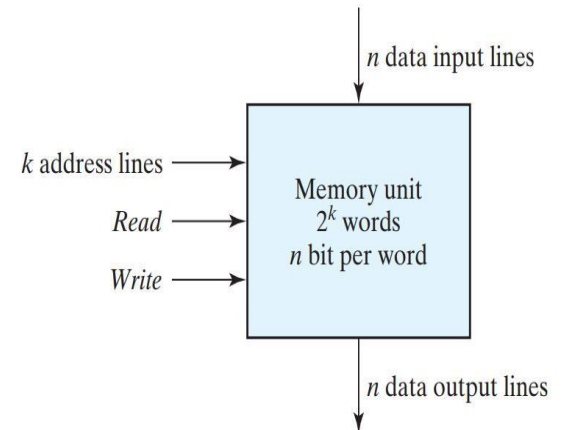 n data input lines
k address lines
Read
Write
Memory unit
2^k words
n bit per word
n data output lines